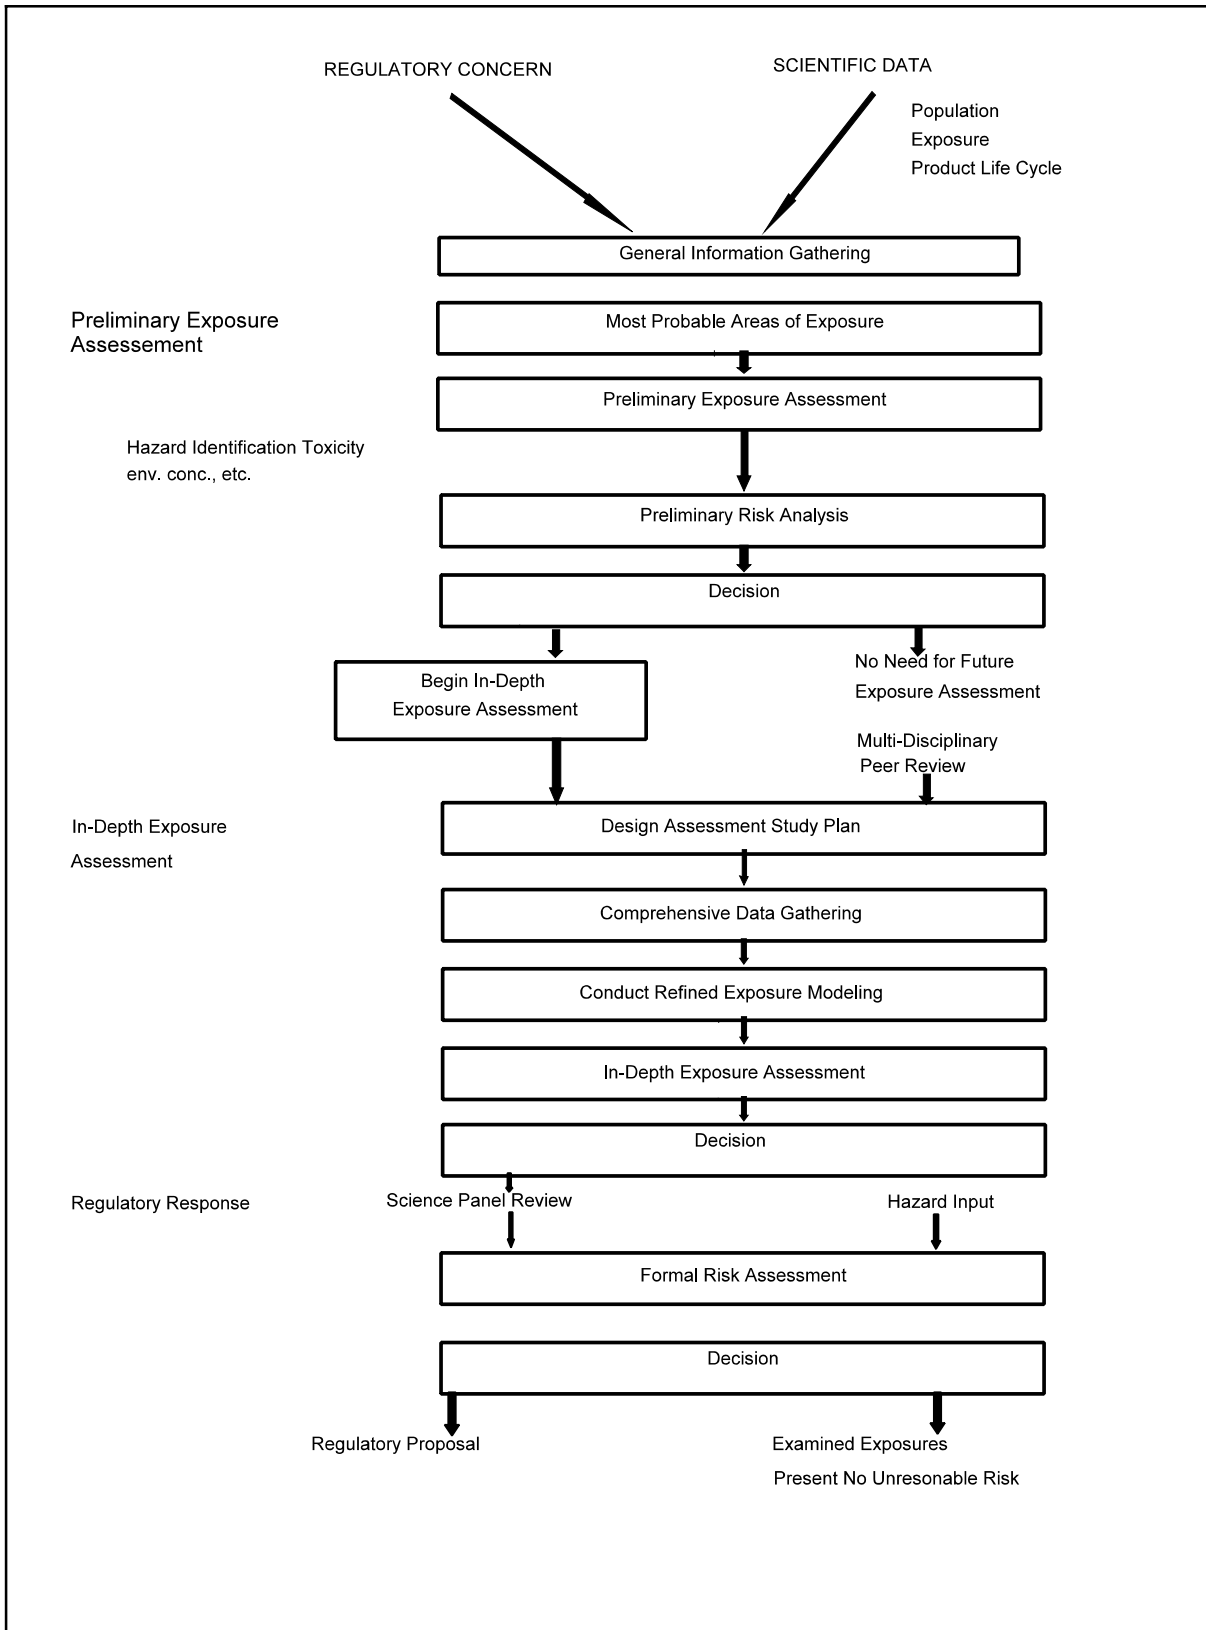 REGULATORY CONCERN
SCIENTIFIC DATA
Population
Exposure
Product Life Cycle
General Information Gathering
Preliminary Exposure
Assessement
Most Probable Areas of Exposure
Preliminary Exposure Assessment
Hazard Identification Toxicity
env. conc., etc.
Preliminary Risk Analysis
Decision
Begin In-Depth
Exposure Assessment
No Need for Future
Exposure Assessment
Multi-Disciplinary
Peer Review
In-Depth Exposure
Assessment
Design Assessment Study Plan
Comprehensive Data Gathering
Conduct Refined Exposure Modeling
In-Depth Exposure Assessment
Decision
Regulatory Response
Science Panel Review
Hazard Input
Formal Risk Assessment
Decision
Regulatory Proposal
Examined Exposures
Present No Unresonable Risk